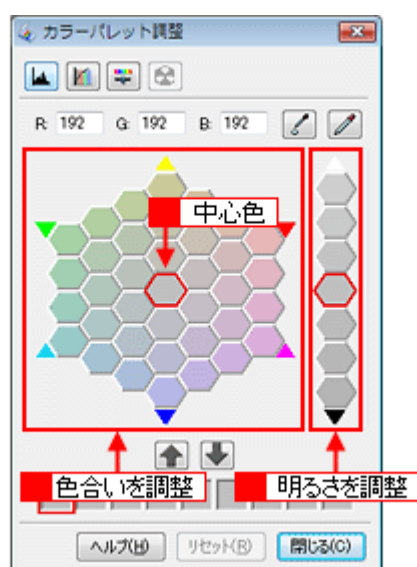 カラーパレット調整
R: 192 G: 192 B: 192
中心色
色合いを調整
明るさを調整
ヘルプ(H) リセット(R) 閉じる(C)